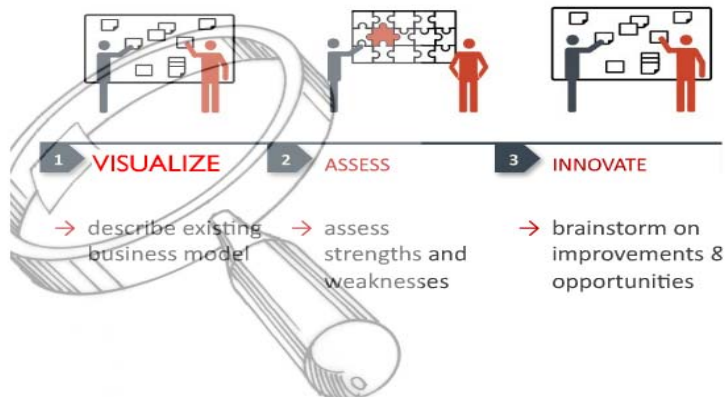 1 VISUALIZE
→ describe existing
business model
2 ASSESS
→ assess
strengths and
weaknesses
3 INNOVATE
→ brainstorm on
improvements &
opportunities